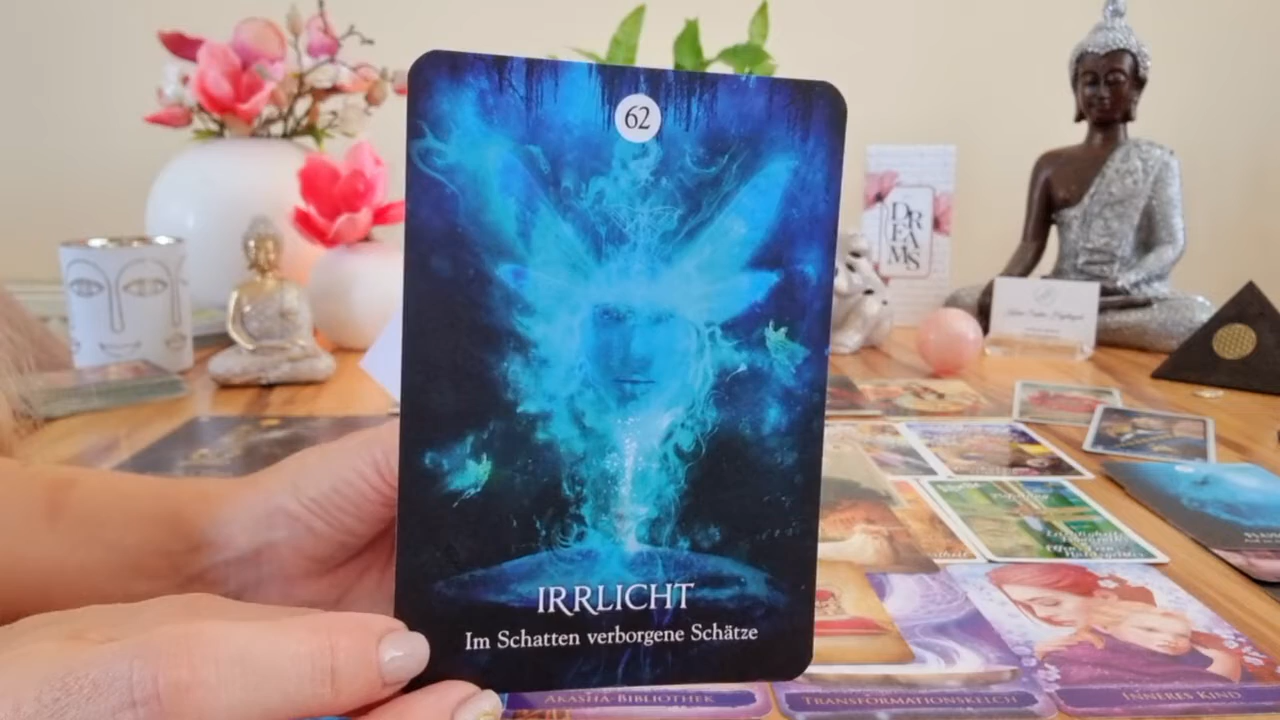 62
IRRLICHT
Im Schatten verborgene Schätze
DREAMS
AKASHA-BIBLIOTHEK
TRANSFORMATIONSKELCH
INNERES KIND